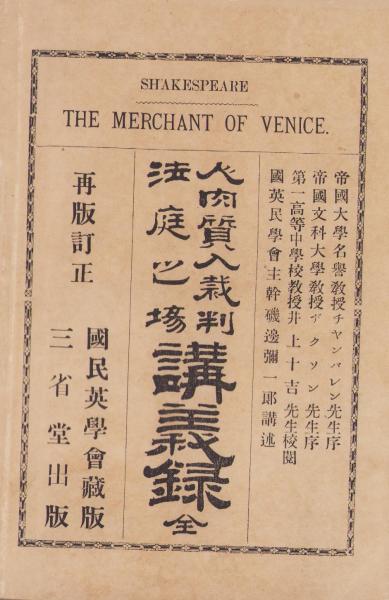 SHAKESPEARE
THE MERCHANT OF VENICE.
帝國大學名譽教授チヤンバレン先生序
帝國文科大學敎授ヂクソン先生序
第一高等中學校教授井上十吉先生校閲
國英民學會主幹磯邊彌一郎講述
人肉質入裁判
法庭之場
講義録全
再版訂正
國民英學會藏版
三省堂出版